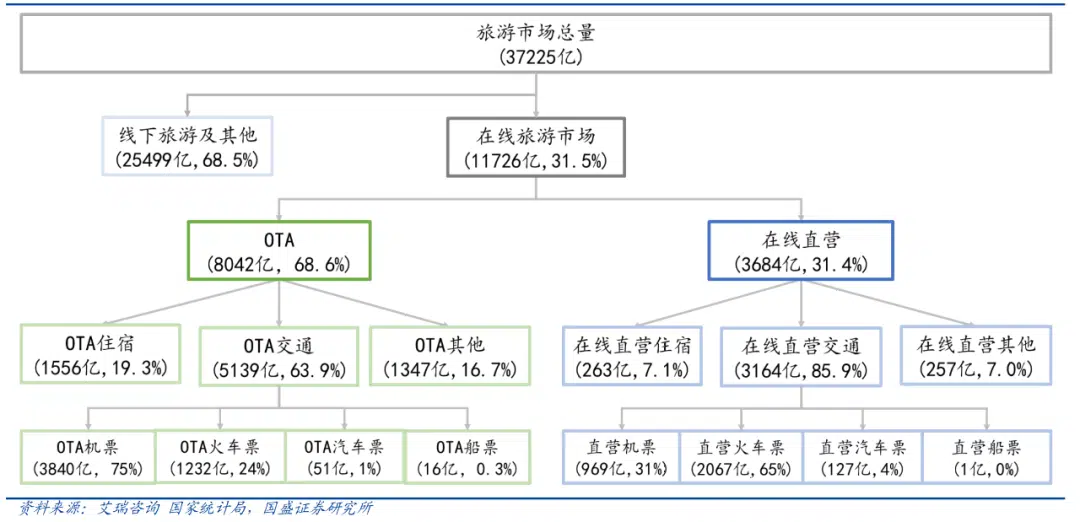 旅游市场总量
(37225亿)
线下旅游及其他
(25499亿,68.5%)
在线旅游市场
(11726亿,31.5%)
OTA
(8042亿, 68.6%)
在线直营
(3684亿,31.4%)
OTA住宿
(1556亿,19.3%)
OTA交通
(5139亿,63.9%)
OTA其他
(1347亿,16.7%)
在线直营住宿
(263亿,7.1%)
在线直营交通
(3164亿,85.9%)
在线直营其他
(257亿,7.0%)
OTA机票
(3840亿, 75%)
OTA火车票
(1232亿,24%)
OTA汽车票
(51亿,1%)
OTA船票
(16亿, 0.3%)
直营机票
(969亿,31%)
直营火车票
(2067亿,65%)
直营汽车票
(127亿,4%)
直营船票
(1亿,0%)
资料来源：艾瑞咨询 国家统计局，国盛证券研究所